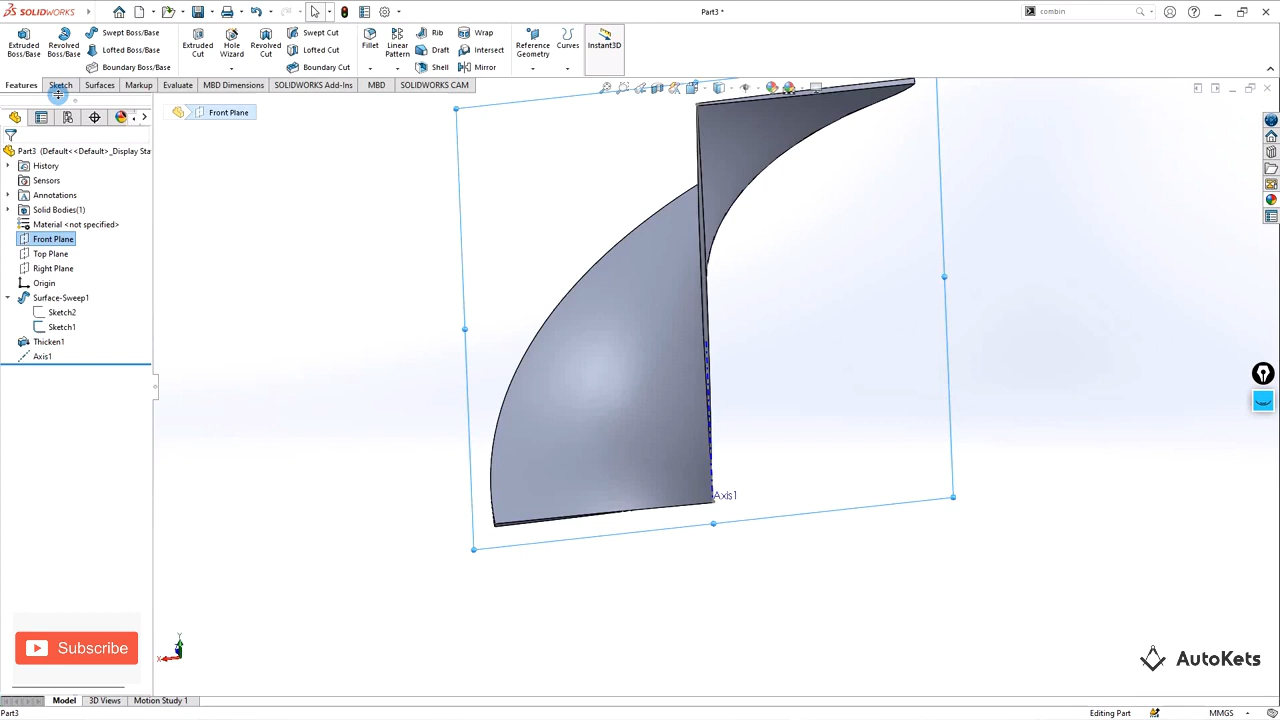 SOLIDWORKS
Part3 *
combin
Extruded Boss/Base
Revolved Boss/Base
Swept Boss/Base
Lofted Boss/Base
Boundary Boss/Base
Extruded Cut
Hole Wizard
Revolved Cut
Swept Cut
Lofted Cut
Boundary Cut
Fillet
Linear Pattern
Rib
Draft
Shell
Wrap
Intersect
Mirror
Reference Geometry
Curves
Instant3D
Features
Sketch
Surfaces
Markup
Evaluate
MBD Dimensions
SOLIDWORKS Add-Ins
MBD
SOLIDWORKS CAM
Front Plane
Part3 (Default<<Default>_Display Sta
History
Sensors
Annotations
Solid Bodies(1)
Material <not specified>
Front Plane
Top Plane
Right Plane
Origin
Surface-Sweep1
Sketch2
Sketch1
Thicken1
Axis1
Axis1
Y
X
Subscribe
AutoKets
Model
3D Views
Motion Study 1
Part3
Editing Part
MMGS